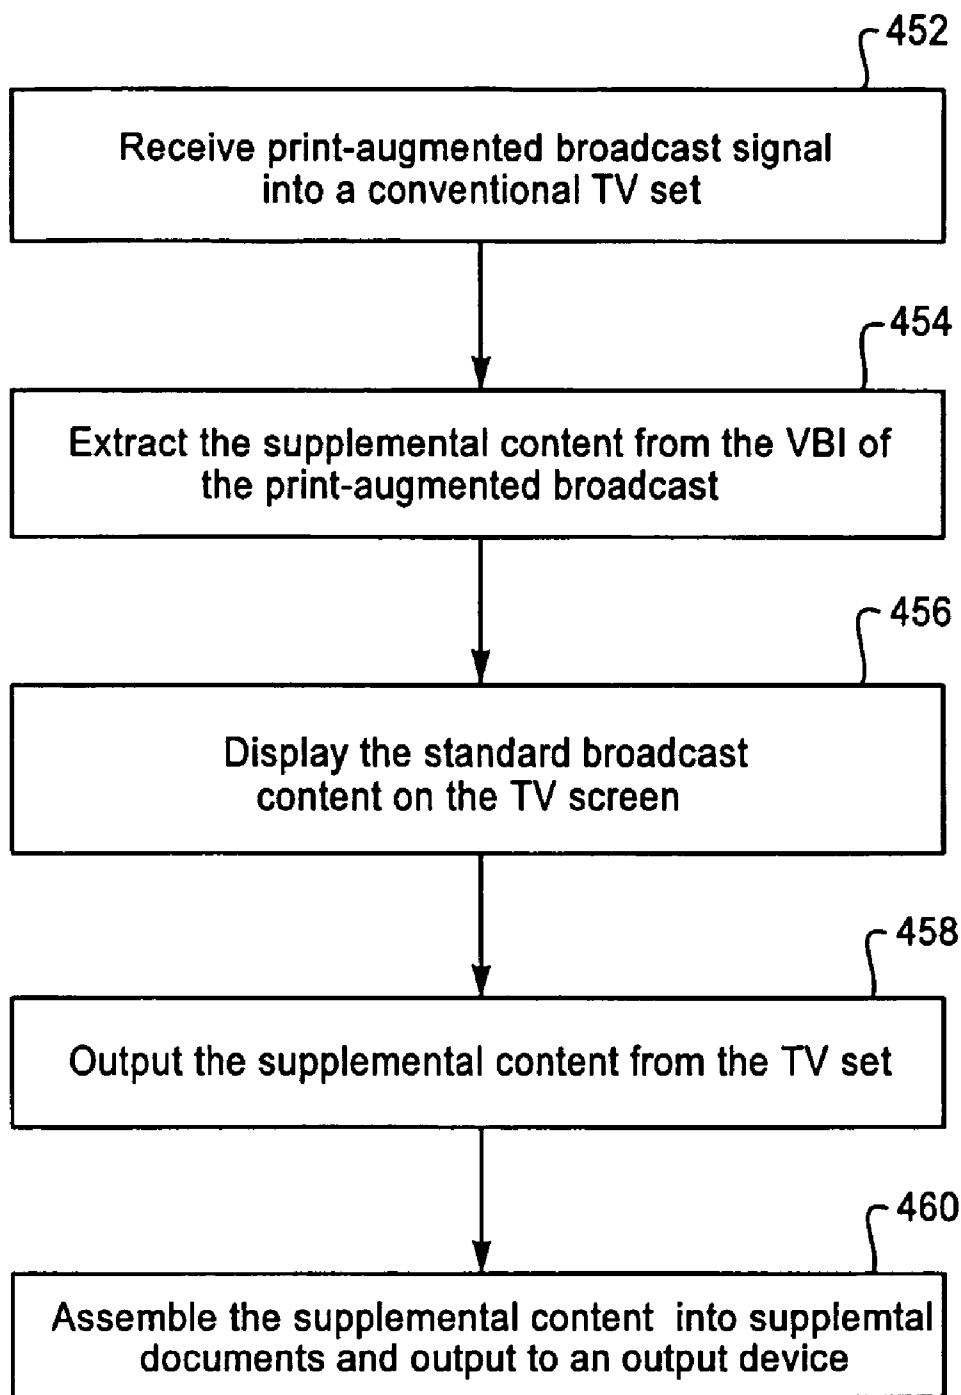 452
Receive print-augmented broadcast signal
into a conventional TV set
454
Extract the supplemental content from the VBI of
the print-augmented broadcast
456
Display the standard broadcast
content on the TV screen
458
Output the supplemental content from the TV set
460
Assemble the supplemental content into supplemtal
documents and output to an output device